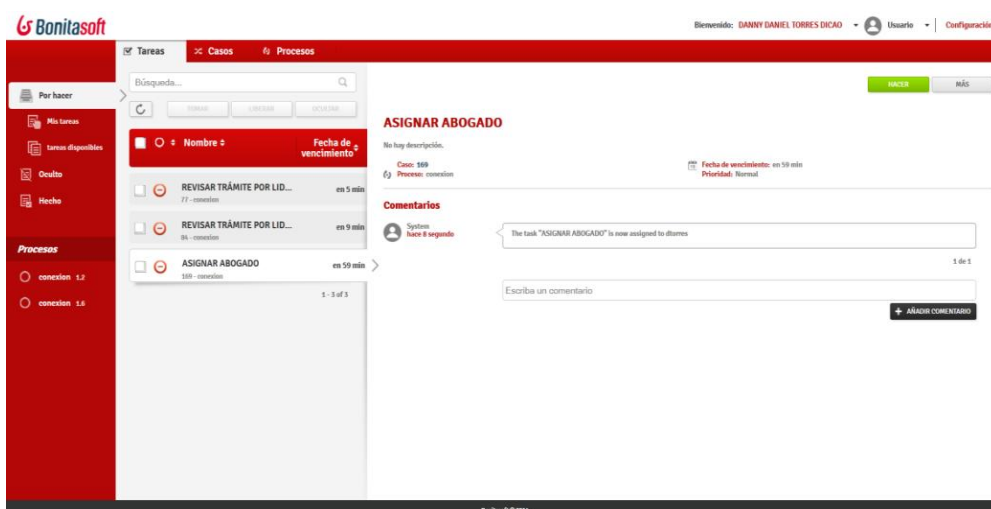 Bonitasoft
Bienvenido: DANNY DANIEL TORRES DICAO
Usuario
Configuración
Tareas
Casos
Procesos
Por hacer
Mis tareas
tareas disponibles
Oculto
Hecho
Procesos
conexion 1.2
conexion 1.6
Búsqueda...
TOMAR
LIBERAR
OCULTAR
Nombre
Fecha de
vencimiento
REVISAR TRÁMITE POR LID...
en 5 min
77 - conexion
REVISAR TRÁMITE POR LID...
en 9 min
84 - conexion
ASIGNAR ABOGADO
en 59 min
169 - conexion
1 - 3 of 3
HACER
MÁS
ASIGNAR ABOGADO
No hay descripción.
Caso: 169
Proceso: conexion
Fecha de vencimiento: en 59 min
Prioridad: Normal
Comentarios
System
hace 8 segundo
The task "ASIGNAR ABOGADO" is now assigned to dtorres
1 de 1
Escriba un comentario
+ AÑADIR COMENTARIO